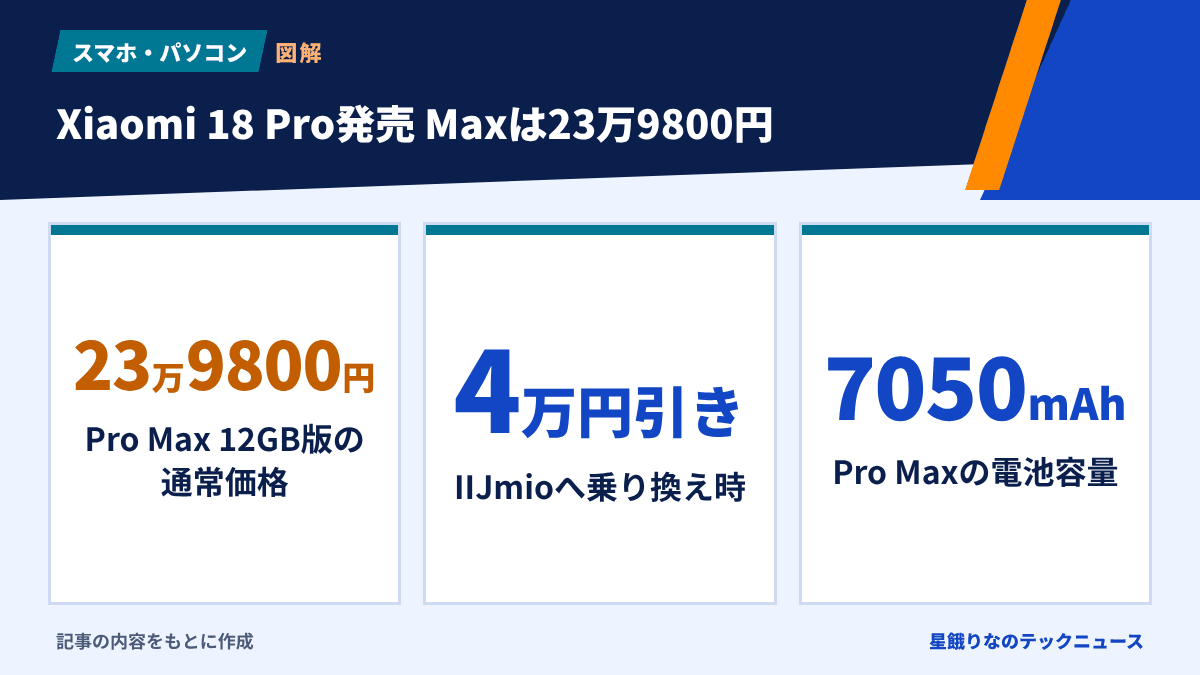 スマホ・パソコン 図解
Xiaomi 18 Pro発売 Maxは23万9800円
23万9800円
Pro Max 12GB版の
通常価格
4万円引き
IIJmioへ乗り換え時
7050mAh
Pro Maxの電池容量
記事の内容をもとに作成
星餓りなのテックニュース